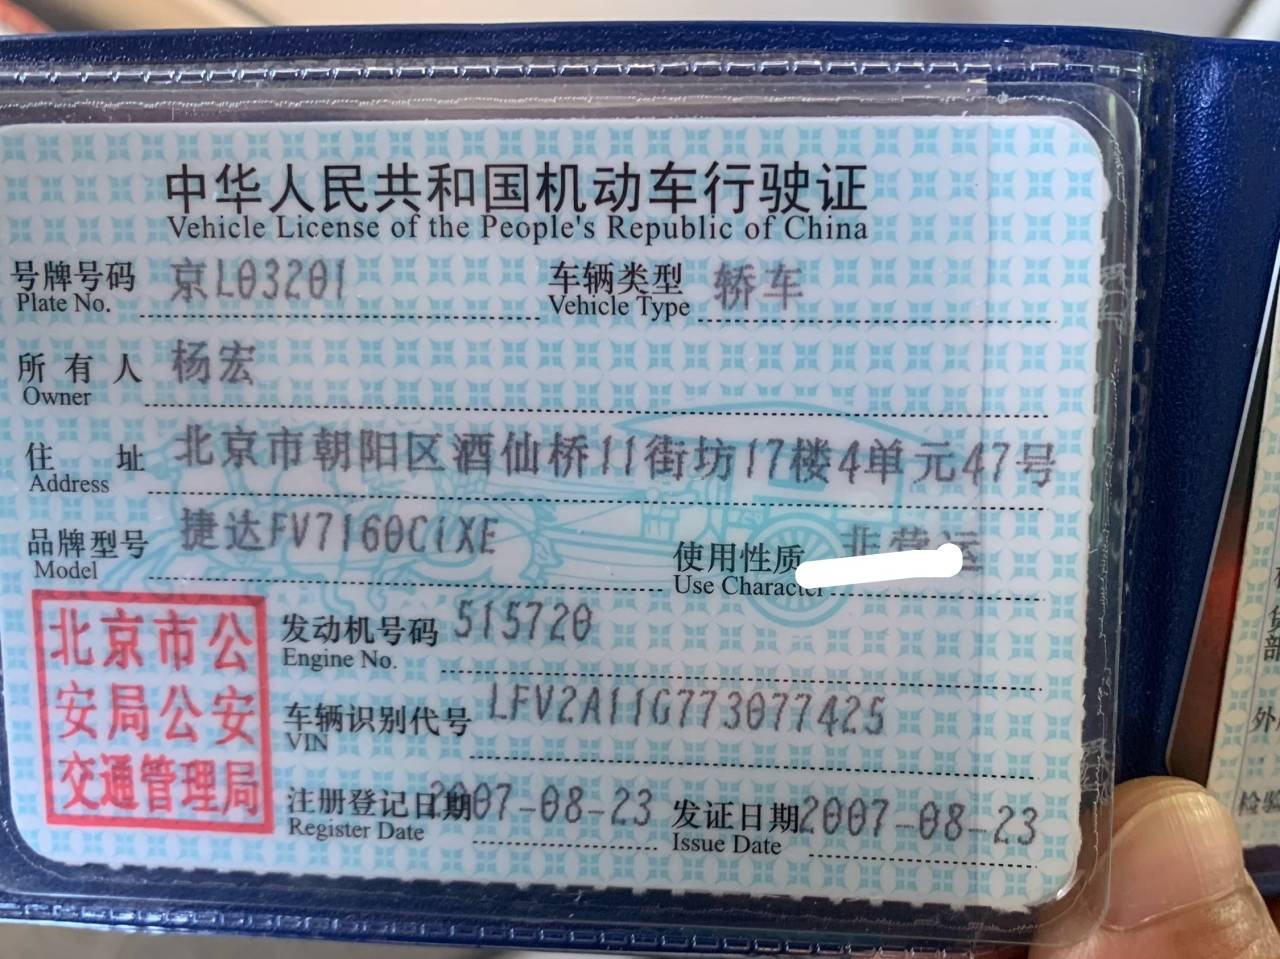 中华人民共和国机动车行驶证
Vehicle License of the People's Republic of China
号牌号码 京L03201 车辆类型 轿车
Plate No. Vehicle Type
所有人 杨宏
Owner
住址 北京市朝阳区酒仙桥11街坊17楼4单元47号
Address
品牌型号 捷达FV7160CiXE 使用性质 非营运
Model Use Character
北京市公
安局公安
交通管理局
发动机号码 515720
Engine No.
车辆识别代号 LFV2A11G773077425
VIN
注册登记日期 2007-08-23 发证日期 2007-08-23
Register Date Issue Date
外
检验